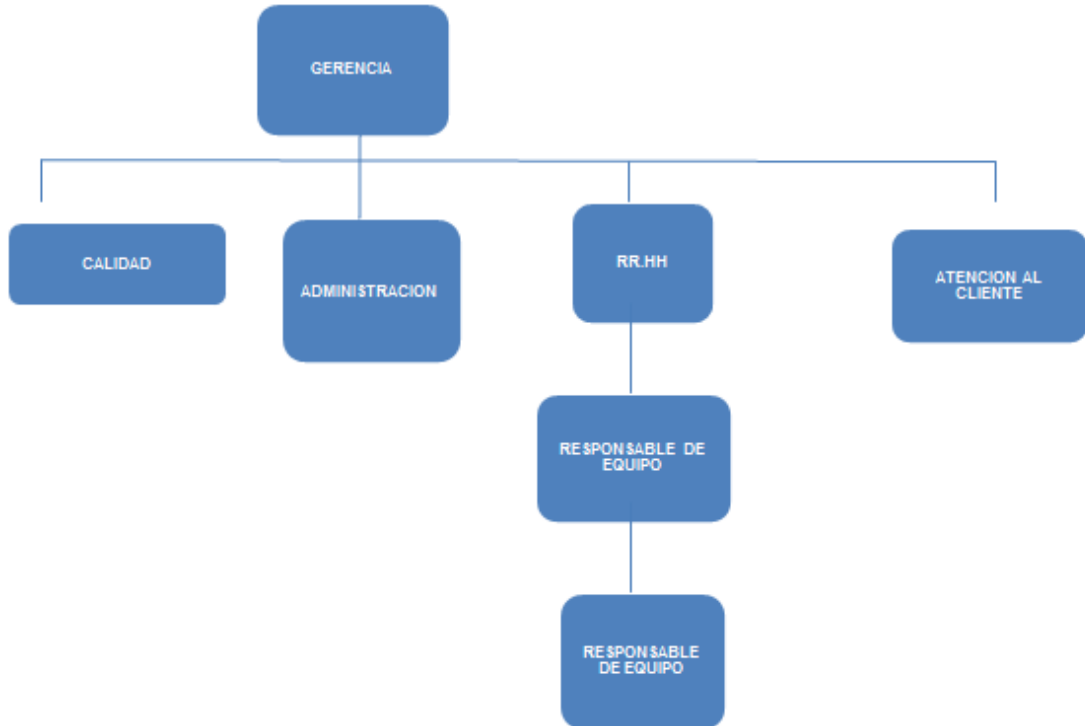 GERENCIA
CALIDAD
ADMINISTRACION
RR.HH
ATENCION AL
CLIENTE
RESPONSABLE DE
EQUIPO
RESPONSABLE
DE EQUIPO